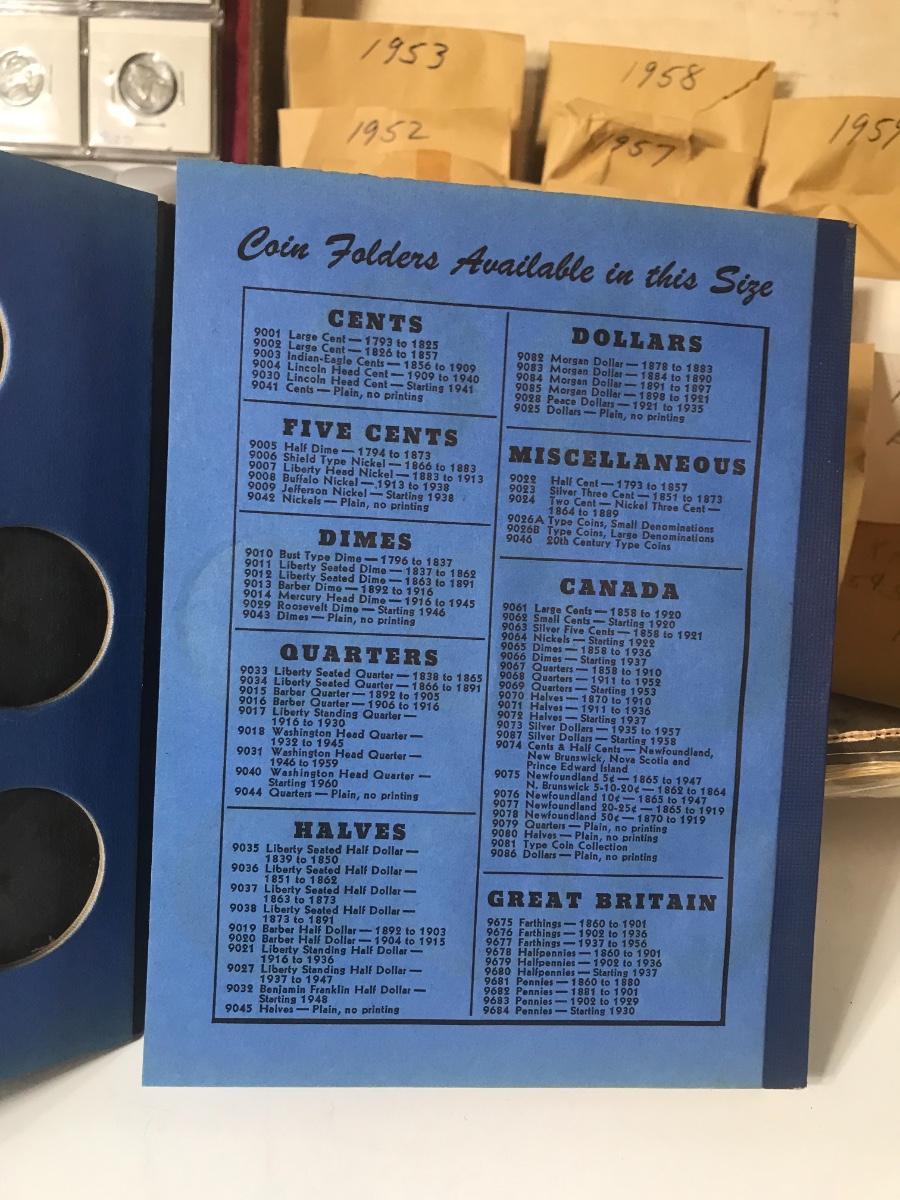 1953
1958
1952
1957
1959
Coin Folders Available in this Size
CENTS
9001 Large Cent — 1793 to 1825
9002 Large Cent — 1826 to 1857
9003 Indian-Eagle Cents — 1856 to 1909
9004 Lincoln Head Cent — 1909 to 1940
9030 Lincoln Head Cent — Starting 1941
9041 Cents — Plain, no printing
FIVE CENTS
9005 Half Dime — 1794 to 1873
9006 Shield Type Nickel — 1866 to 1883
9007 Liberty Head Nickel — 1883 to 1913
9008 Buffalo Nickel — 1913 to 1938
9009 Jefferson Nickel — Starting 1938
9042 Nickels — Plain, no printing
DIMES
9010 Bust Type Dime — 1796 to 1837
9011 Liberty Seated Dime — 1837 to 1862
9012 Liberty Seated Dime — 1863 to 1891
9013 Barber Dime — 1892 to 1916
9014 Mercury Head Dime — 1916 to 1945
9029 Roosevelt Dime — Starting 1946
9043 Dimes — Plain, no printing
QUARTERS
9033 Liberty Seated Quarter — 1838 to 1865
9034 Liberty Seated Quarter — 1866 to 1891
9015 Barber Quarter — 1892 to 1905
9016 Barber Quarter — 1906 to 1916
9017 Liberty Standing Quarter —
1916 to 1930
9018 Washington Head Quarter —
1932 to 1945
9031 Washington Head Quarter —
1946 to 1959
9040 Washington Head Quarter —
Starting 1960
9044 Quarters — Plain, no printing
HALVES
9035 Liberty Seated Half Dollar —
1839 to 1850
9036 Liberty Seated Half Dollar —
1851 to 1862
9037 Liberty Seated Half Dollar —
1863 to 1873
9038 Liberty Seated Half Dollar —
1873 to 1891
9019 Barber Half Dollar — 1892 to 1903
9020 Barber Half Dollar — 1904 to 1915
9021 Liberty Standing Half Dollar —
1916 to 1936
9027 Liberty Standing Half Dollar —
1937 to 1947
9032 Benjamin Franklin Half Dollar —
Starting 1948
9045 Halves — Plain, no printing
DOLLARS
9082 Morgan Dollar — 1878 to 1883
9083 Morgan Dollar — 1884 to 1890
9084 Morgan Dollar — 1891 to 1897
9085 Morgan Dollar — 1898 to 1921
9028 Peace Dollars — 1921 to 1935
9025 Dollars — Plain, no printing
MISCELLANEOUS
9022 Half Cent — 1793 to 1857
9023 Silver Three Cent — 1851 to 1873
9024 Two Cent — Nickel Three Cent —
1864 to 1889
9026A Type Coins, Small Denominations
9026B Type Coins, Large Denominations
9046 20th Century Type Coins
CANADA
9061 Large Cents — 1858 to 1920
9062 Small Cents — Starting 1920
9063 Silver Five Cents — 1858 to 1921
9064 Nickels — Starting 1922
9065 Dimes — 1858 to 1936
9066 Dimes — Starting 1937
9067 Quarters — 1858 to 1910
9068 Quarters — 1911 to 1952
9069 Quarters — Starting 1953
9070 Halves — 1870 to 1910
9071 Halves — 1911 to 1936
9072 Halves — Starting 1937
9073 Silver Dollars — 1935 to 1957
9087 Silver Dollars — Starting 1958
9074 Cents & Half Cents — Newfoundland,
New Brunswick, Nova Scotia and
Prince Edward Island
9075 Newfoundland 5¢ — 1865 to 1947
N. Brunswick 5-10-20¢ — 1862 to 1864
9076 Newfoundland 10¢ — 1865 to 1947
9077 Newfoundland 20-25¢ — 1865 to 1919
9078 Newfoundland 50¢ — 1870 to 1919
9079 Quarters — Plain, no printing
9080 Halves — Plain, no printing
9081 Type Coin Collection
9086 Dollars — Plain, no printing
GREAT BRITAIN
9675 Farthings — 1860 to 1901
9676 Farthings — 1902 to 1936
9677 Farthings — 1937 to 1956
9678 Halfpennies — 1860 to 1901
9679 Halfpennies — 1902 to 1936
9680 Halfpennies — Starting 1937
9681 Pennies — 1860 to 1880
9682 Pennies — 1881 to 1901
9683 Pennies — 1902 to 1929
9684 Pennies — Starting 1930